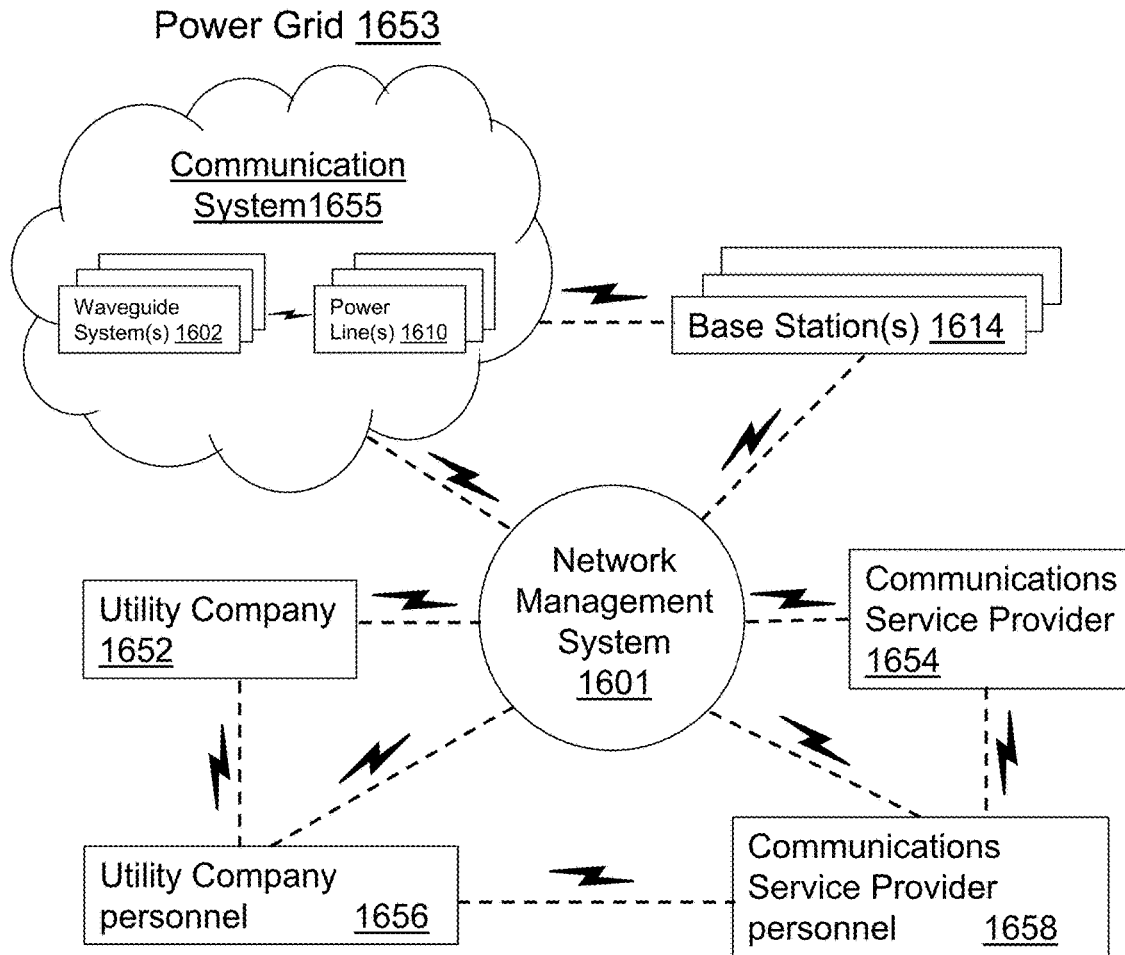 Power Grid 1653
Communication
System1655
Waveguide
System(s) 1602
Power
Line(s) 1610
Base Station(s) 1614
Network
Management
System
1601
Utility Company
1652
Communications
Service Provider
1654
Utility Company
personnel 1656
Communications
Service Provider
personnel 1658